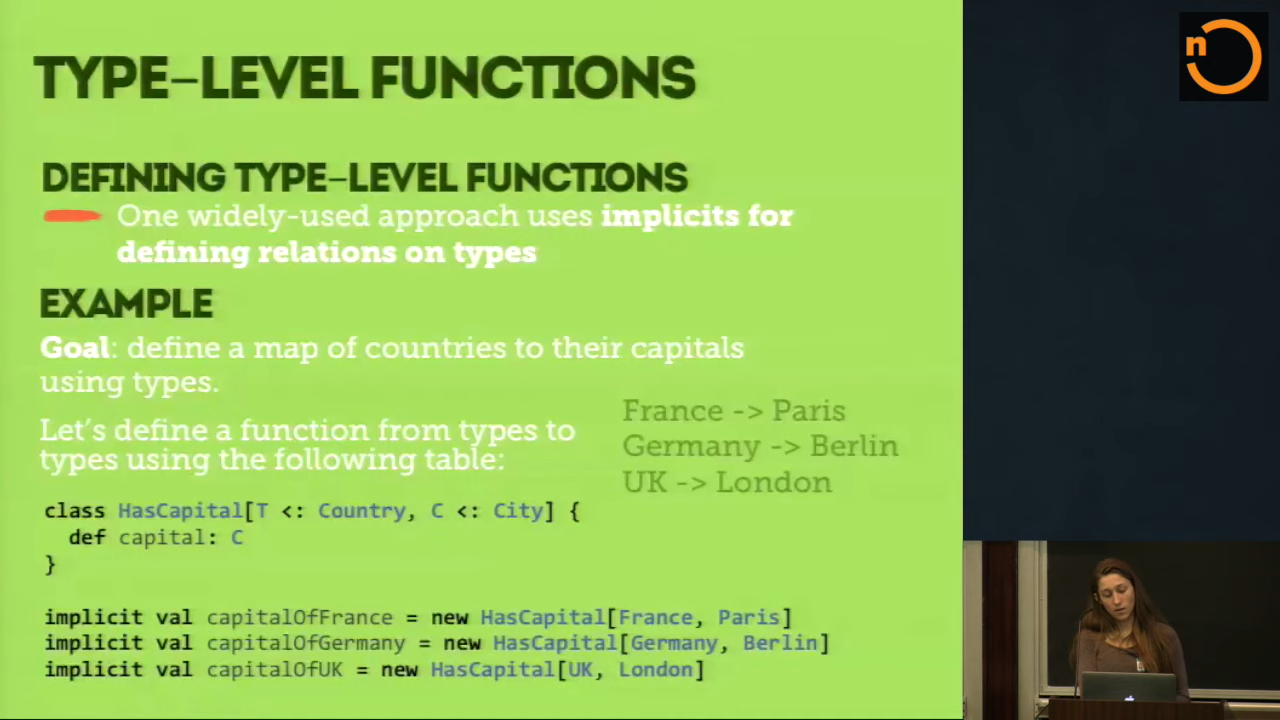 TYPE–LEVEL FUNCTIONS
DEFINING TYPE–LEVEL FUNCTIONS
One widely-used approach uses implicits for
defining relations on types
EXAMPLE
Goal: define a map of countries to their capitals
using types.
Let's define a function from types to
types using the following table:
France -> Paris
Germany -> Berlin
UK -> London
class HasCapital[T <: Country, C <: City] {
  def capital: C
}
implicit val capitalOfFrance = new HasCapital[France, Paris]
implicit val capitalOfGermany = new HasCapital[Germany, Berlin]
implicit val capitalOfUK = new HasCapital[UK, London]
n